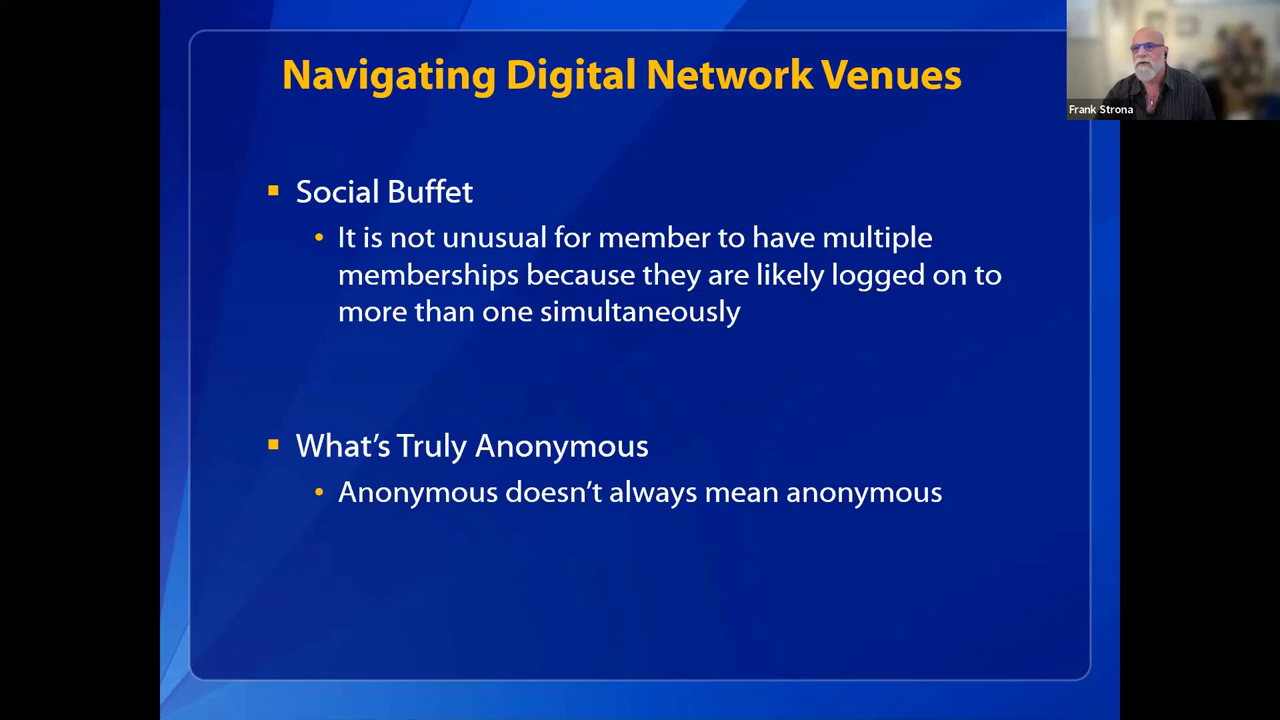 Navigating Digital Network Venues
Frank Strona
Social Buffet
It is not unusual for member to have multiple
memberships because they are likely logged on to
more than one simultaneously
What's Truly Anonymous
Anonymous doesn't always mean anonymous